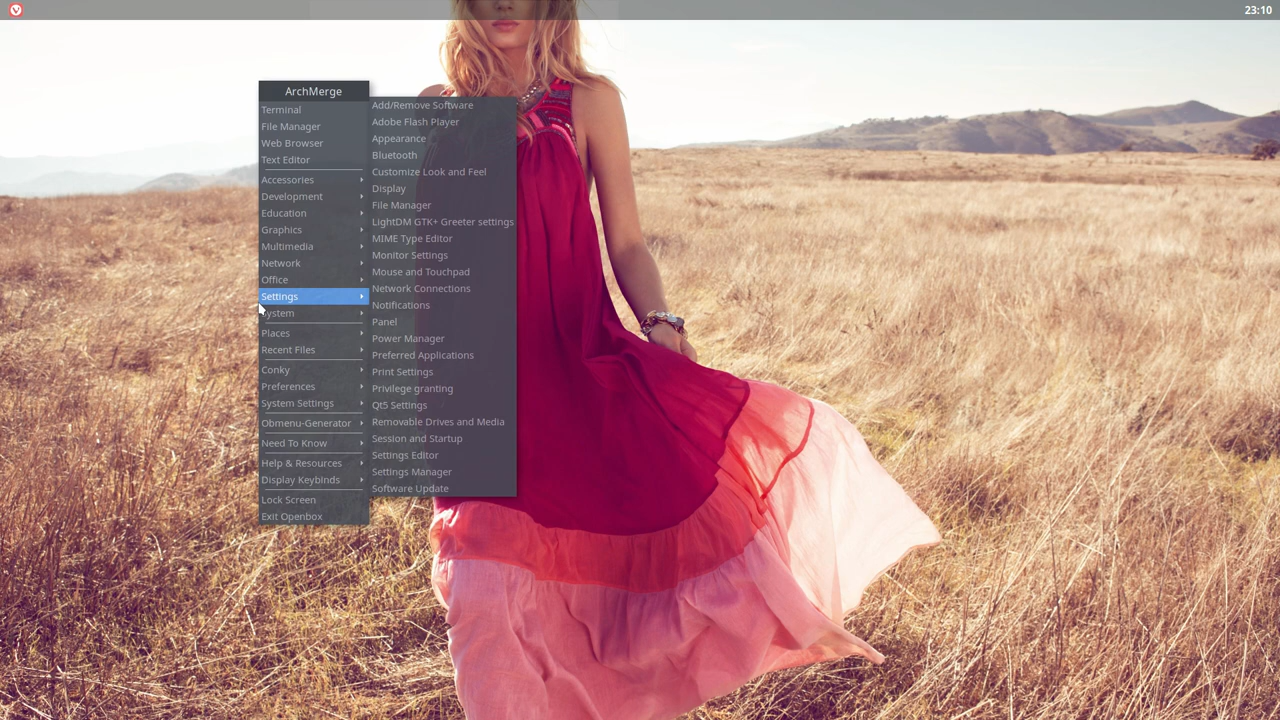 23:10
ArchMerge
Terminal
File Manager
Web Browser
Text Editor
Accessories
Development
Education
Graphics
Multimedia
Network
Office
Settings
System
Places
Recent Files
Conky
Preferences
System Settings
Obmenu-Generator
Need To Know
Help & Resources
Display Keybinds
Lock Screen
Exit Openbox
Add/Remove Software
Adobe Flash Player
Appearance
Bluetooth
Customize Look and Feel
Display
File Manager
LightDM GTK+ Greeter settings
MIME Type Editor
Monitor Settings
Mouse and Touchpad
Network Connections
Notifications
Panel
Power Manager
Preferred Applications
Print Settings
Privilege granting
Qt5 Settings
Removable Drives and Media
Session and Startup
Settings Editor
Settings Manager
Software Update